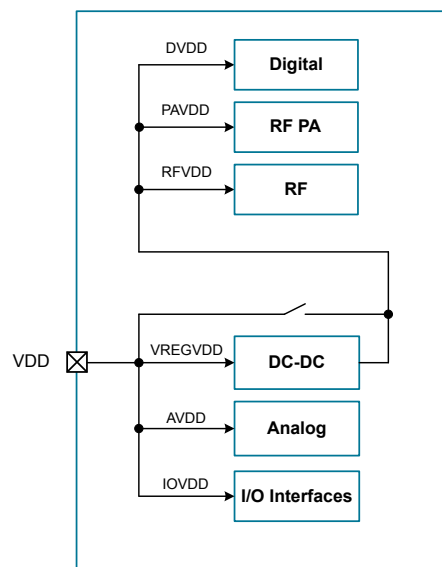 DVDD
Digital
PAVDD
RF PA
RFVDD
RF
VDD
VREGVDD
DC-DC
AVDD
Analog
IOVDD
I/O Interfaces